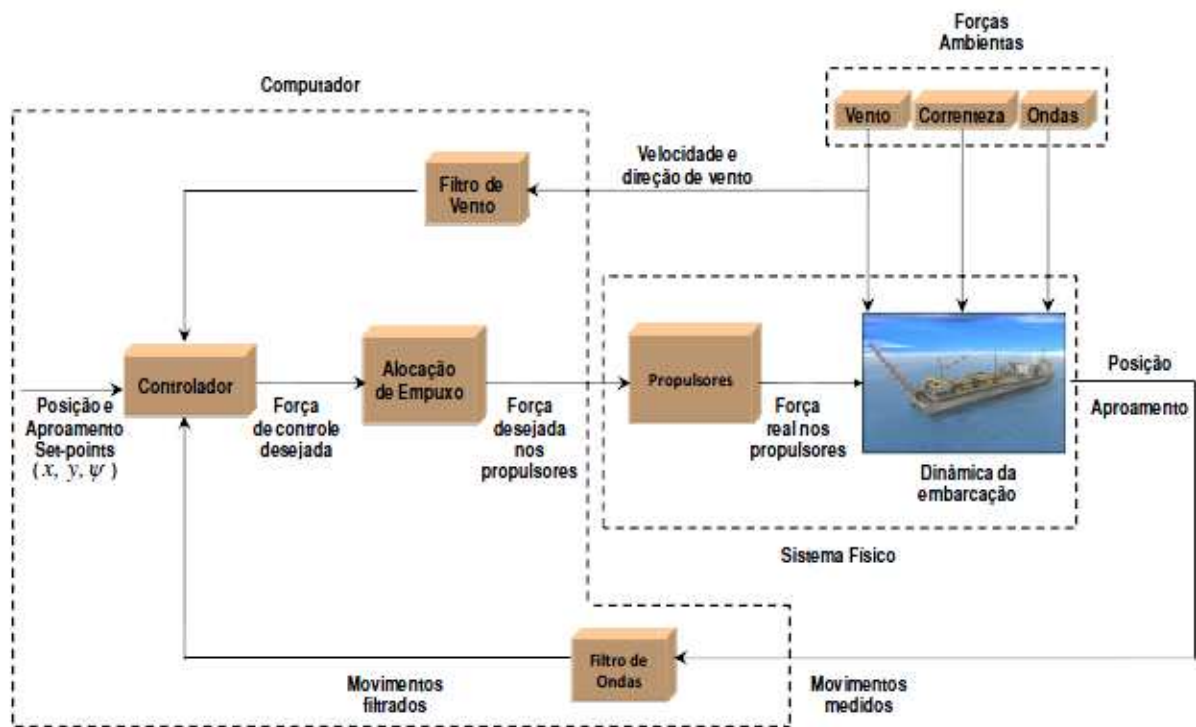 Forças
Ambientas
Computador
Vento
Correnteza
Ondas
Velocidade e
direção de vento
Filtro de
Vento
Controlador
Alocação
de Empuxo
Propulsores
Posição
Aproamento
Posição e
Aproamento
Set-points
(x, y, ψ)
Força
de controle
desejada
Força
desejada
nos
propulsores
Força
real nos
propulsores
Dinâmica da
embarcação
Sistema Físico
Filtro de
Ondas
Movimentos
filtrados
Movimentos
medidos